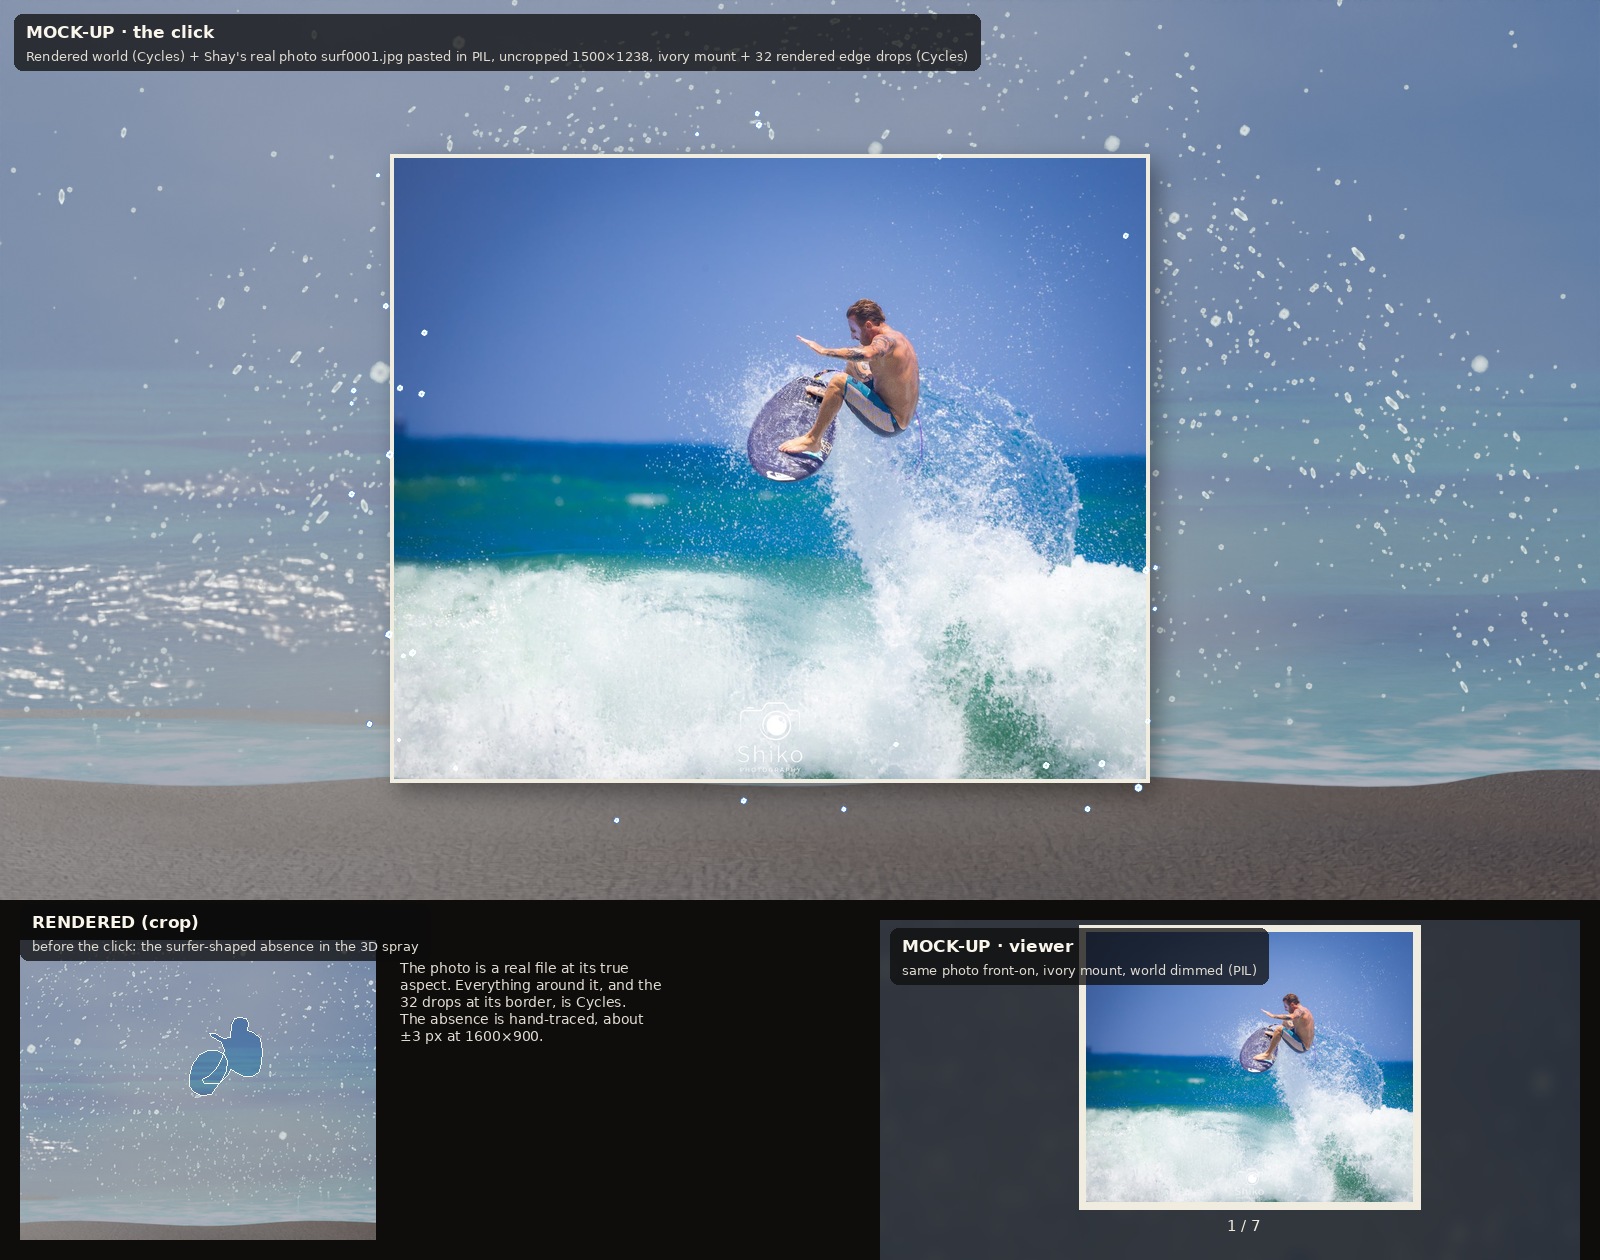 MOCK-UP · the click
Rendered world (Cycles) + Shay's real photo surf0001.jpg pasted in PIL, uncropped 1500×1238, ivory mount + 32 rendered edge drops (Cycles)
Shiko
PHOTOGRAPHY
RENDERED (crop)
before the click: the surfer-shaped absence in the 3D spray
The photo is a real file at its true
aspect. Everything around it, and the
32 drops at its border, is Cycles.
The absence is hand-traced, about
±3 px at 1600×900.
MOCK-UP · viewer
same photo front-on, ivory mount, world dimmed (PIL)
Shiko
1 / 7